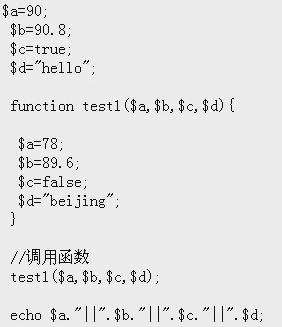 $a=90;
$b=90.8;
$c=true;
$d="hello";
function test1($a,$b,$c,$d){
$a=78;
$b=89.6;
$c=false;
$d="beijing";
}
//调用函数
test1($a,$b,$c,$d);
echo $a."||".$b."||".$c."||".$d;